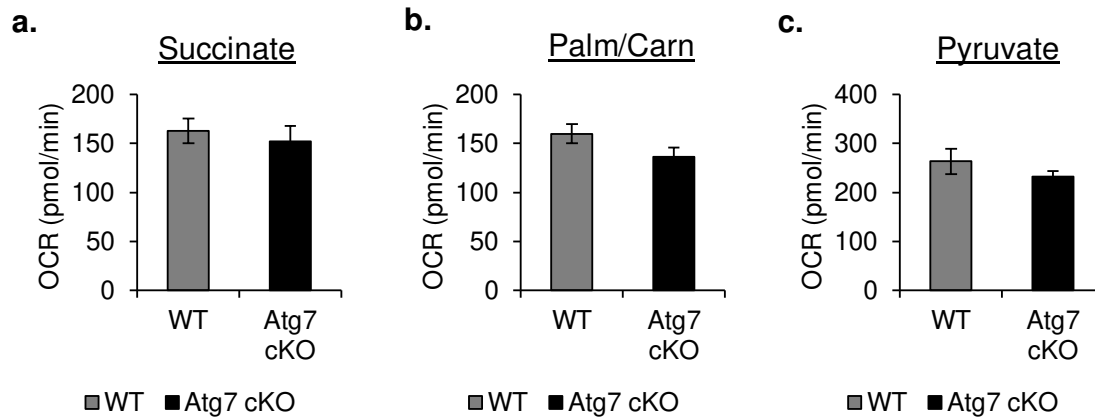 a.
Succinate
OCR (pmol/min)
200
150
100
50
0
WT
Atg7
cKO
WT Atg7 cKO
b.
Palm/Carn
OCR (pmol/min)
200
150
100
50
0
WT
Atg7
cKO
WT Atg7 cKO
c.
Pyruvate
OCR (pmol/min)
400
300
200
100
0
WT
Atg7
cKO
WT Atg7 cKO